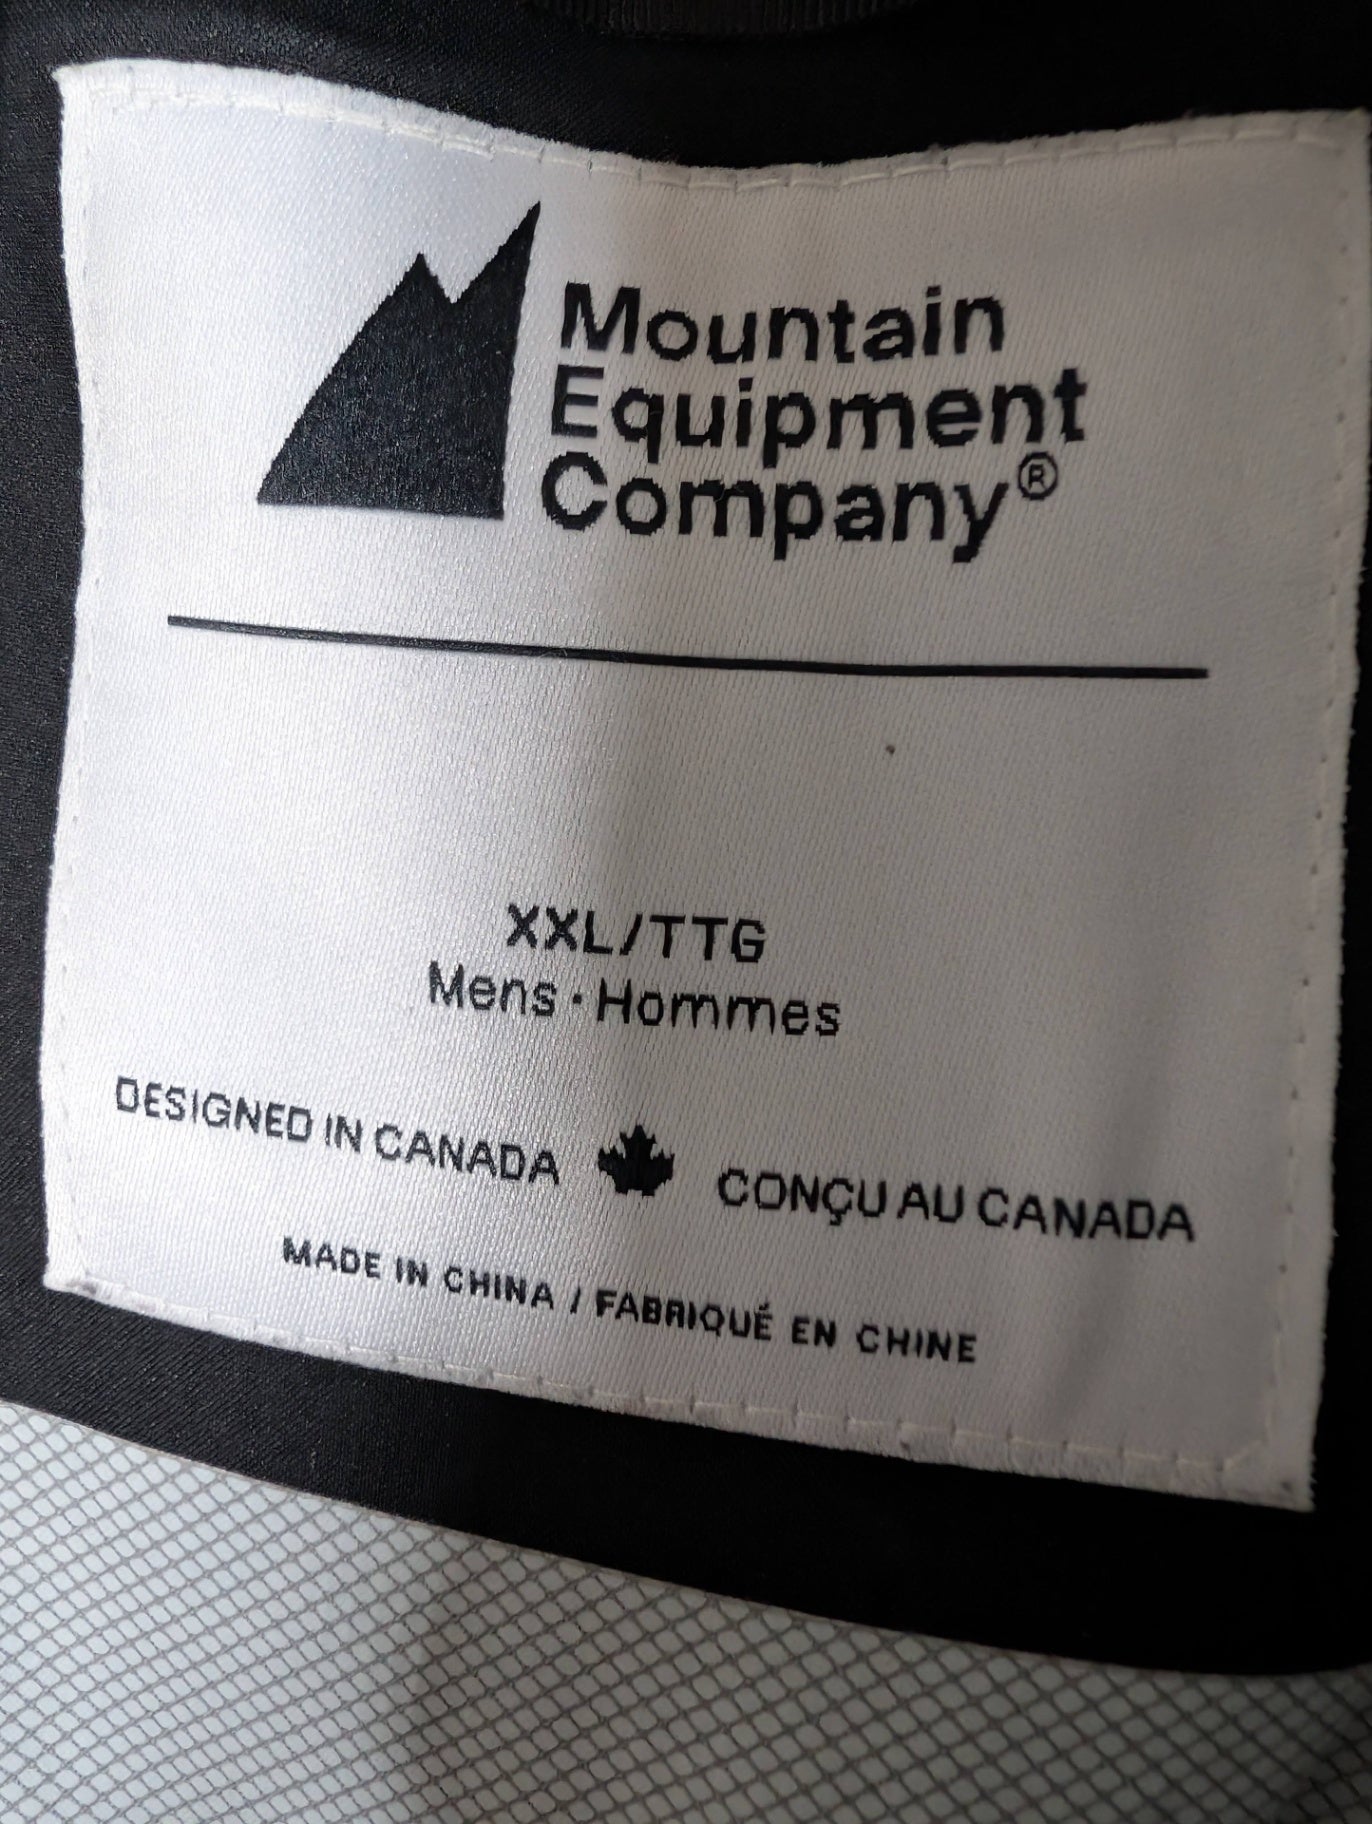 Mountain
Equipment
Company®
XXL/TTG
Mens · Hommes
DESIGNED IN CANADA CONÇU AU CANADA
MADE IN CHINA / FABRIQUÉ EN CHINE